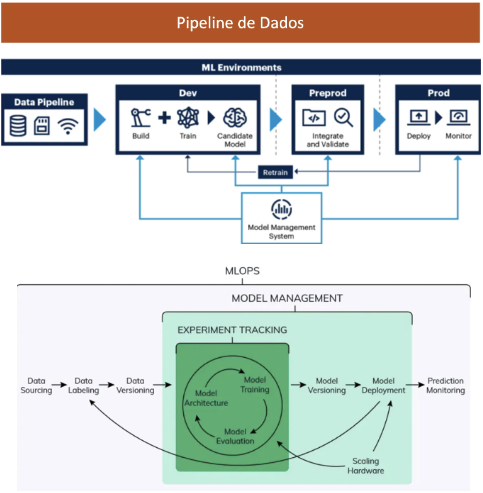 Pipeline de Dados
ML Environments
Data Pipeline
Dev
Build
Train
Candidate
Model
Preprod
Integrate
and Validate
Prod
Deploy
Monitor
Retrain
Model Management
System
MLOPS
MODEL MANAGEMENT
EXPERIMENT TRACKING
Data
Sourcing
Data
Labeling
Data
Versioning
Model
Architecture
Model
Training
Model
Evaluation
Model
Versioning
Model
Deployment
Prediction
Monitoring
Scaling
Hardware